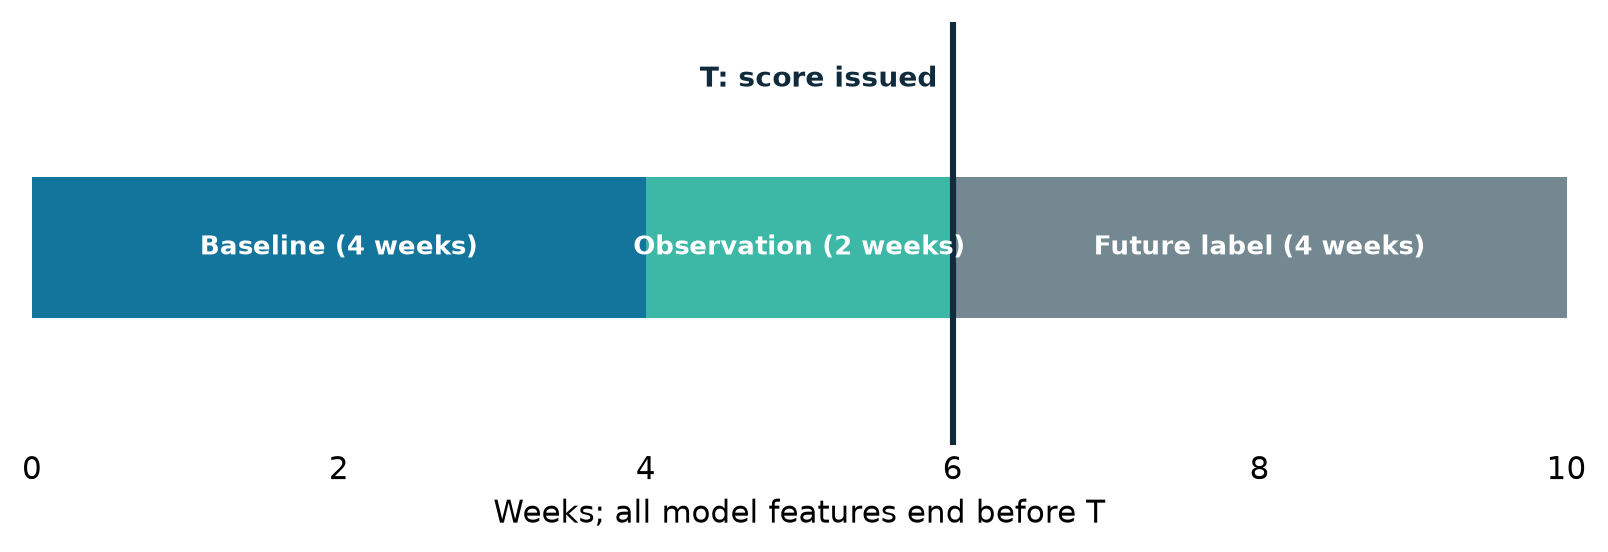 T: score issued
Baseline (4 weeks) Observation (2 weeks) Future label (4 weeks)
0 2 4 6 8 10
Weeks; all model features end before T